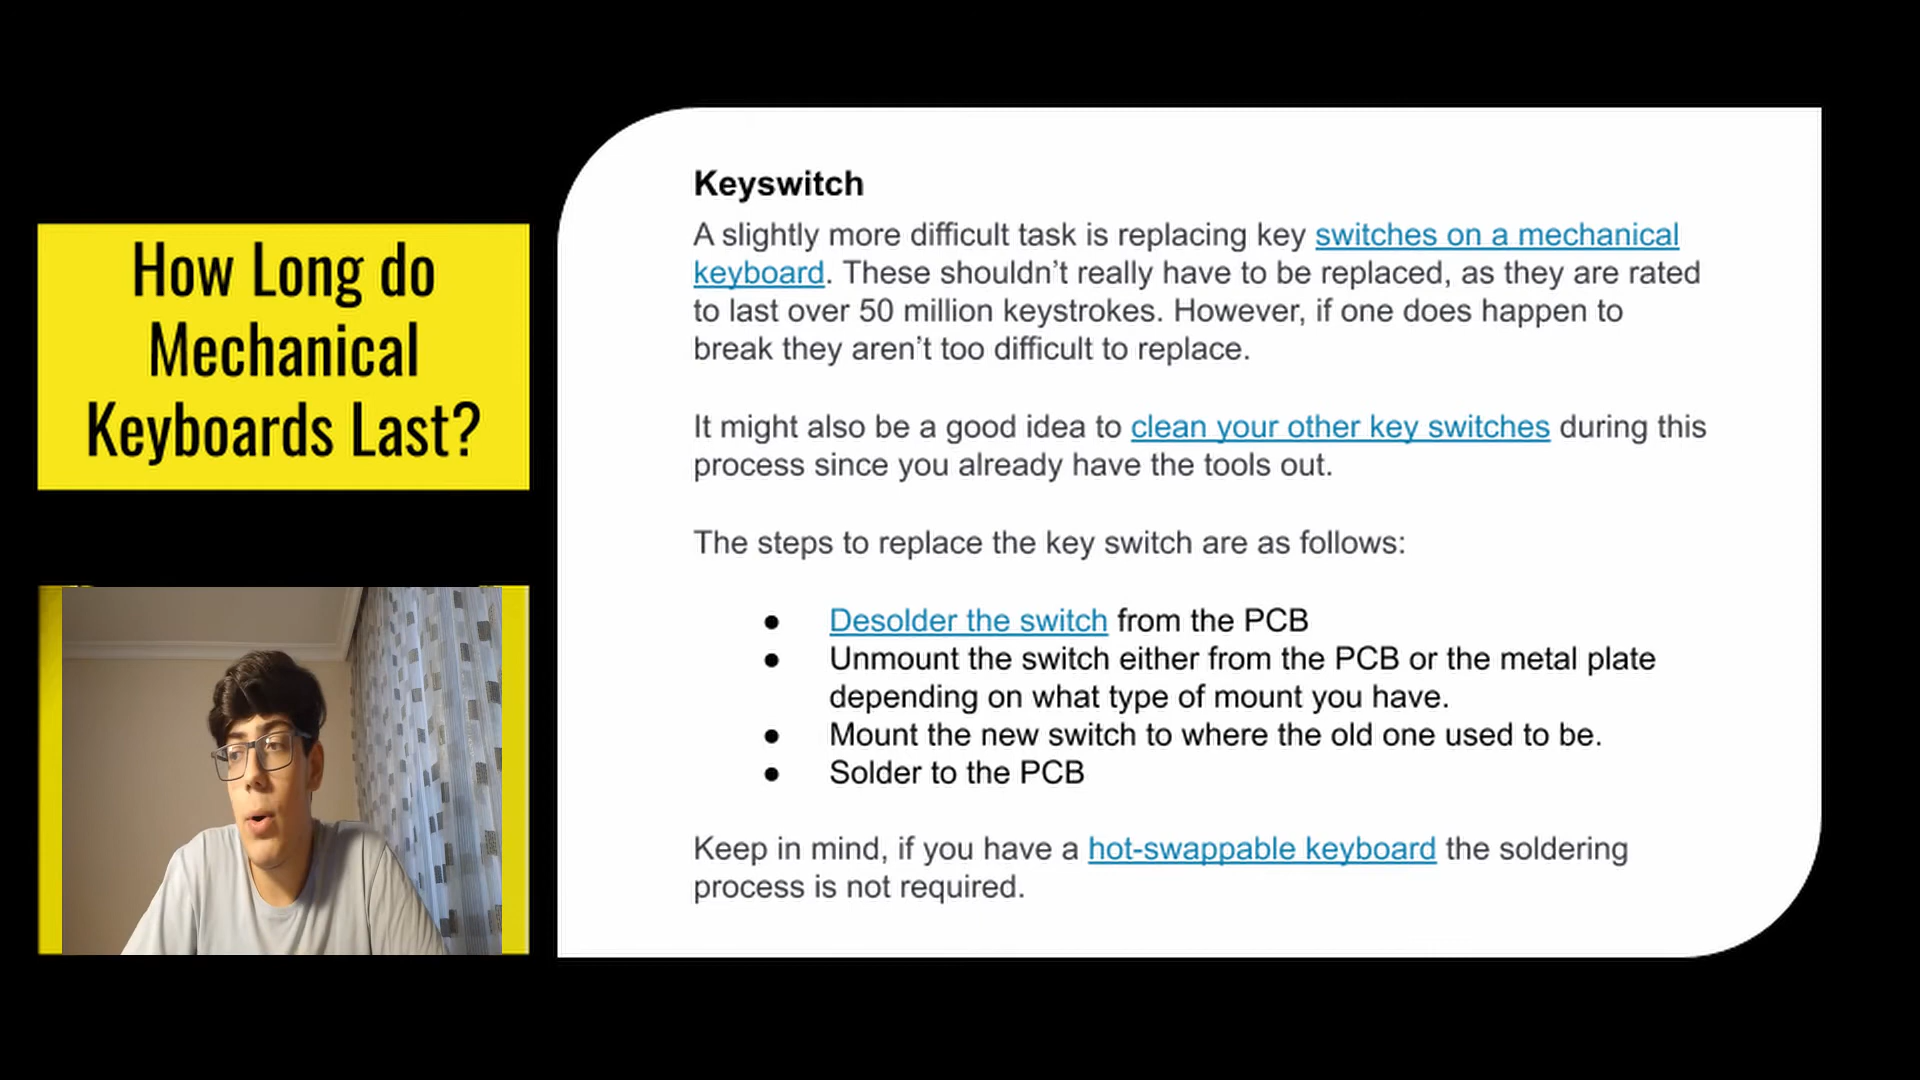 How Long do
Mechanical
Keyboards Last?
Keyswitch
A slightly more difficult task is replacing key switches on a mechanical
keyboard. These shouldn’t really have to be replaced, as they are rated
to last over 50 million keystrokes. However, if one does happen to
break they aren’t too difficult to replace.
It might also be a good idea to clean your other key switches during this
process since you already have the tools out.
The steps to replace the key switch are as follows:
● Desolder the switch from the PCB
● Unmount the switch either from the PCB or the metal plate
depending on what type of mount you have.
● Mount the new switch to where the old one used to be.
● Solder to the PCB
Keep in mind, if you have a hot-swappable keyboard the soldering
process is not required.